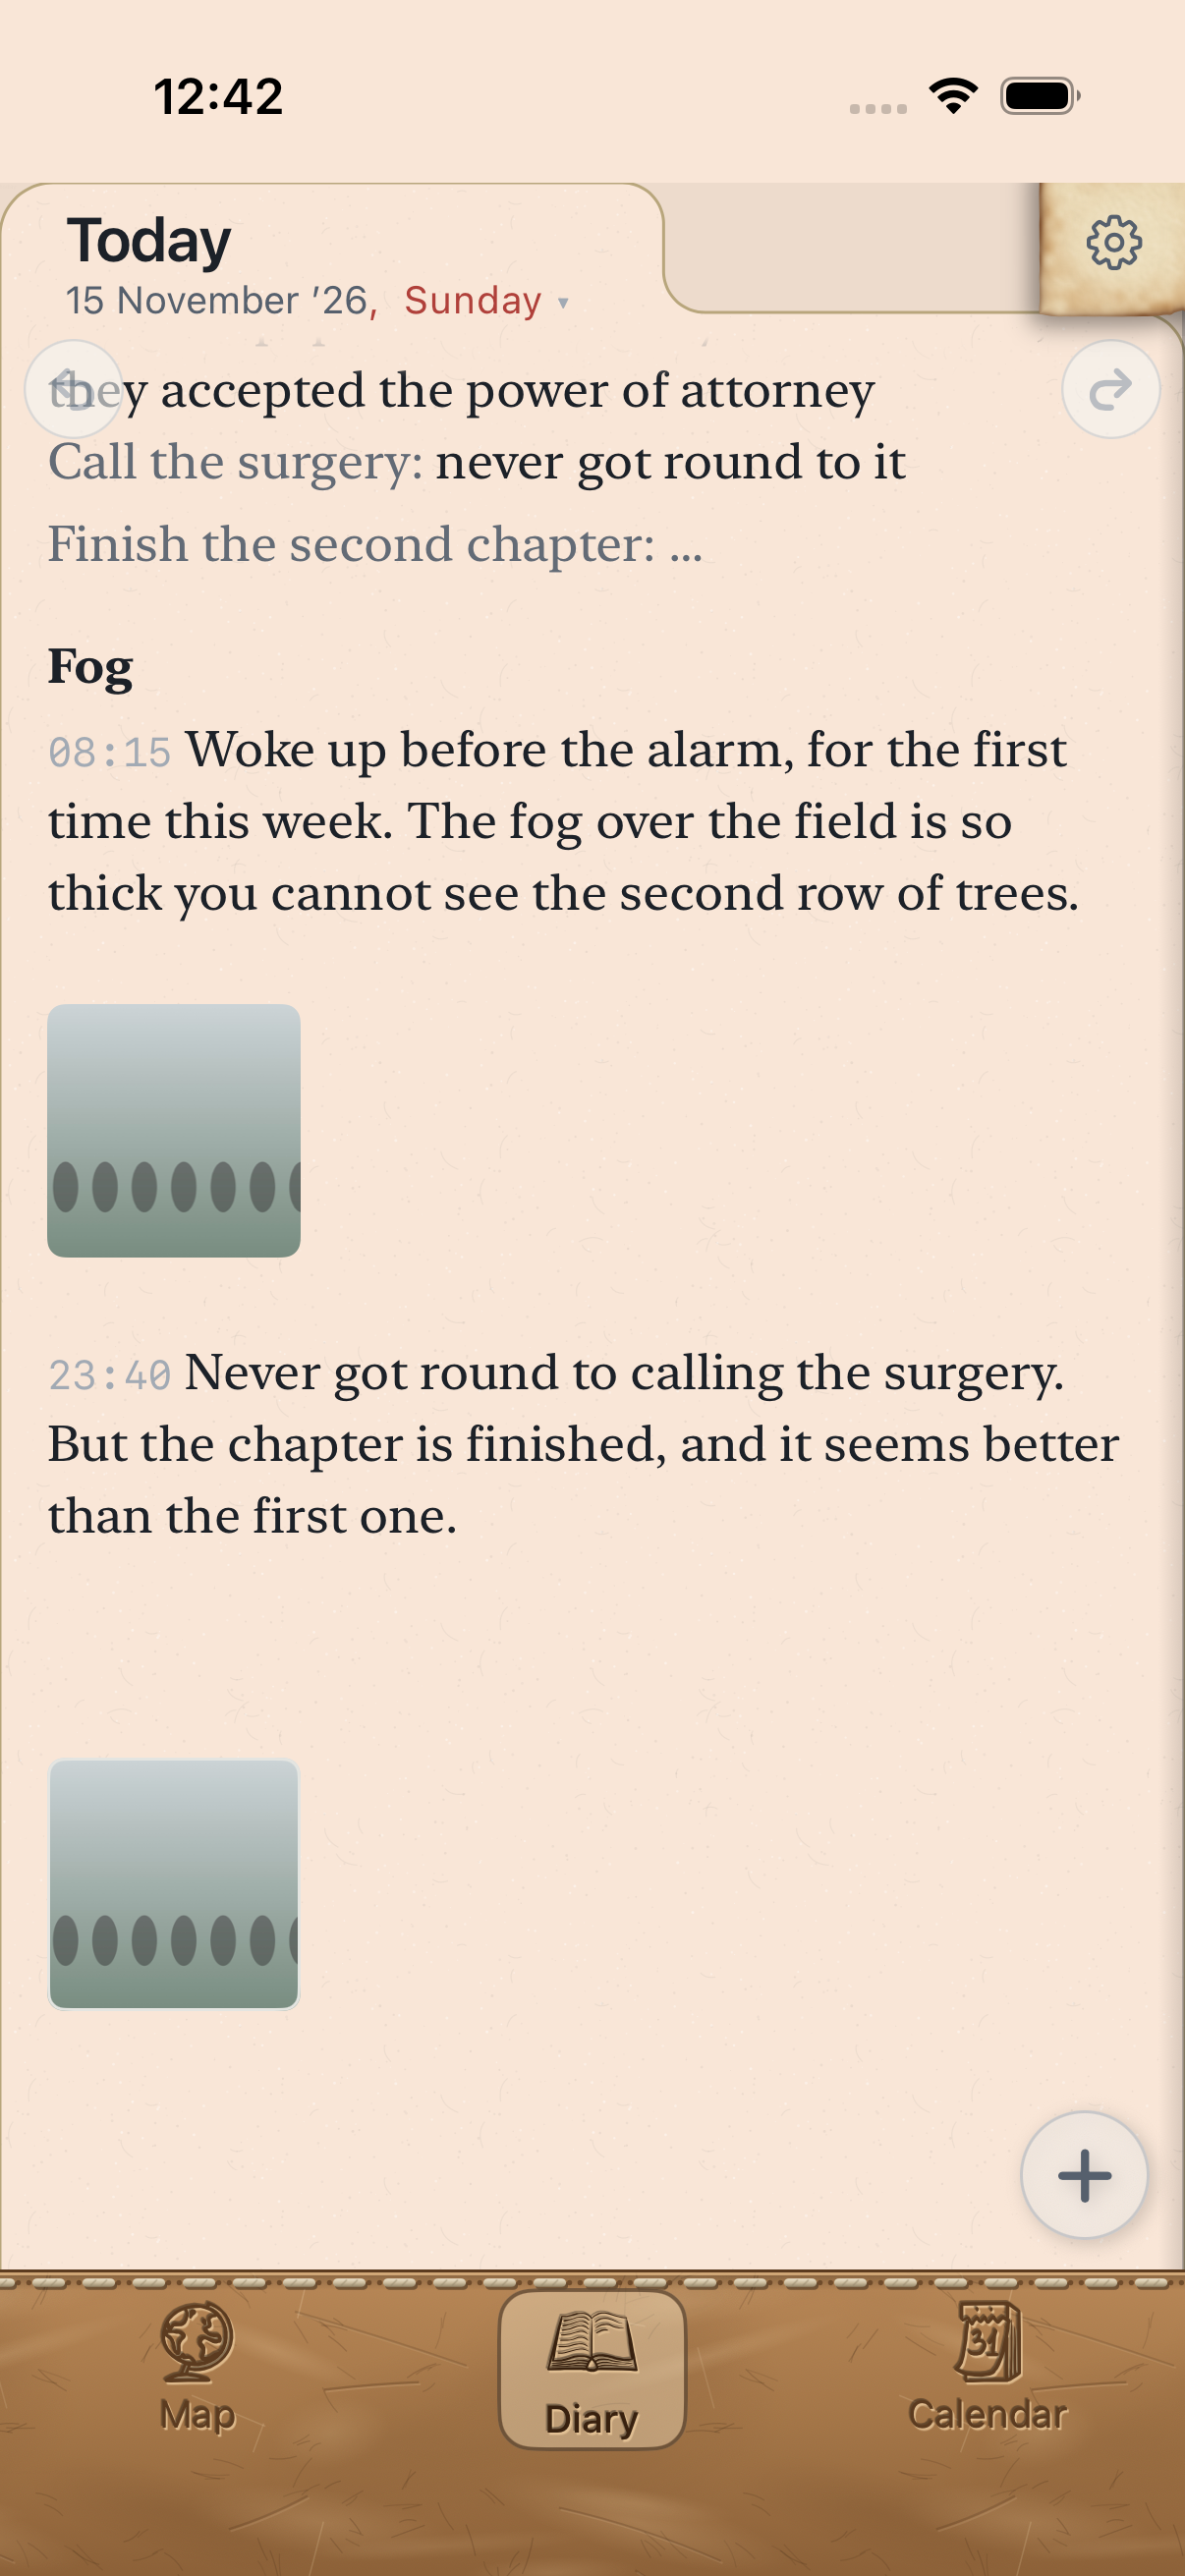 12:42
Today
15 November ’26, Sunday ▾
they accepted the power of attorney
Call the surgery: never got round to it
Finish the second chapter: ...
Fog
08:15 Woke up before the alarm, for the first
time this week. The fog over the field is so
thick you cannot see the second row of trees.
23:40 Never got round to calling the surgery.
But the chapter is finished, and it seems better
than the first one.
31
Map
Diary
Calendar